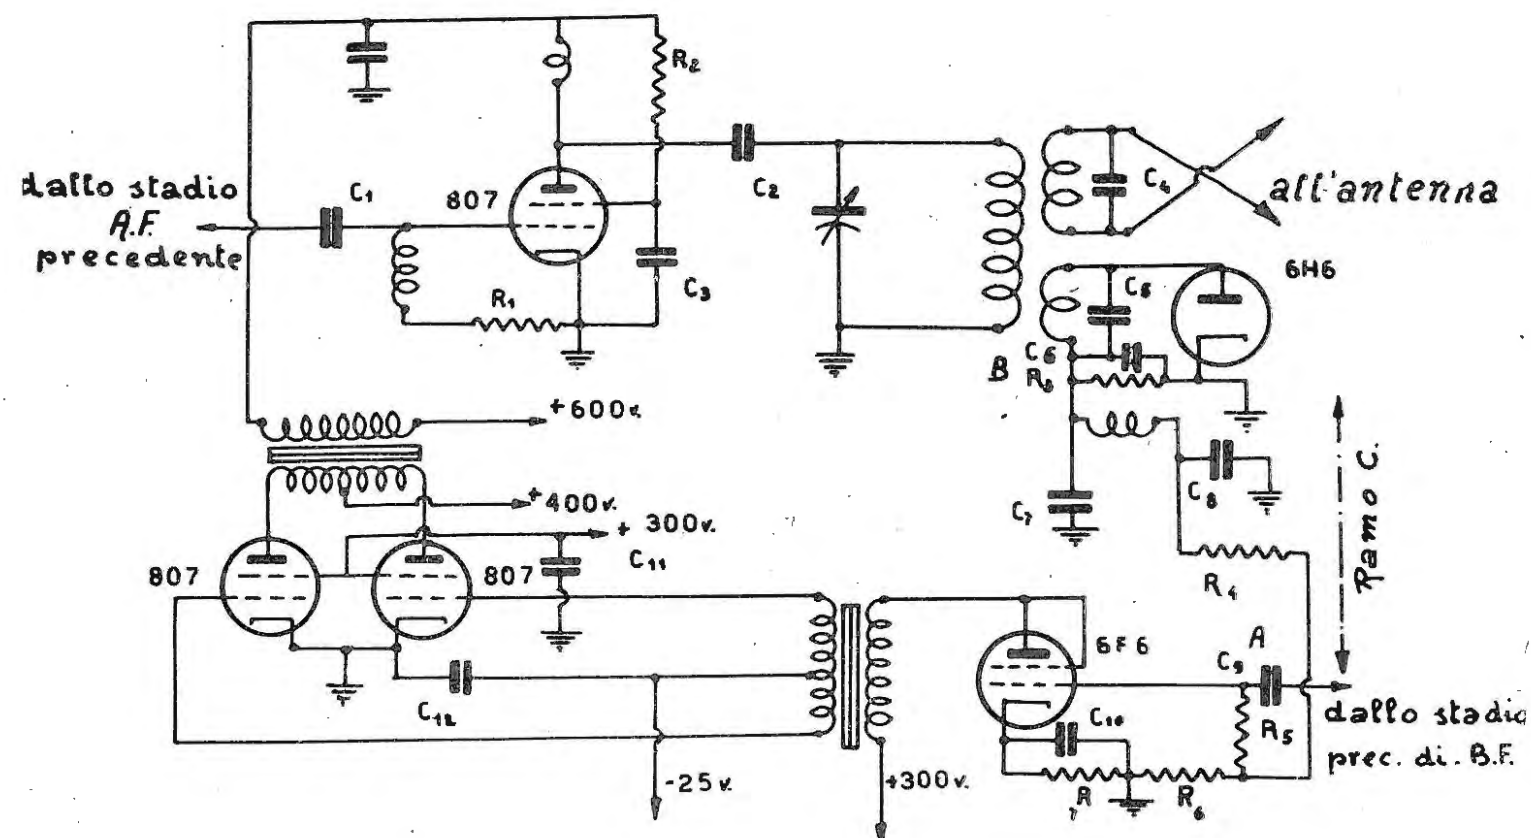 R2
dallo stadio
A.F.
precedente
C1
807
C2
C3
R1
C4
all'antenna
6H6
C5
C6
B
R3
+600v.
+400v.
+ 300v.
C7
C8
R4
Ramo C.
807
807
C11
C12
-25v.
+300v.
6F6
A
C9
C10
R5
R7
R6
dallo stadio
prec. di. B.F.